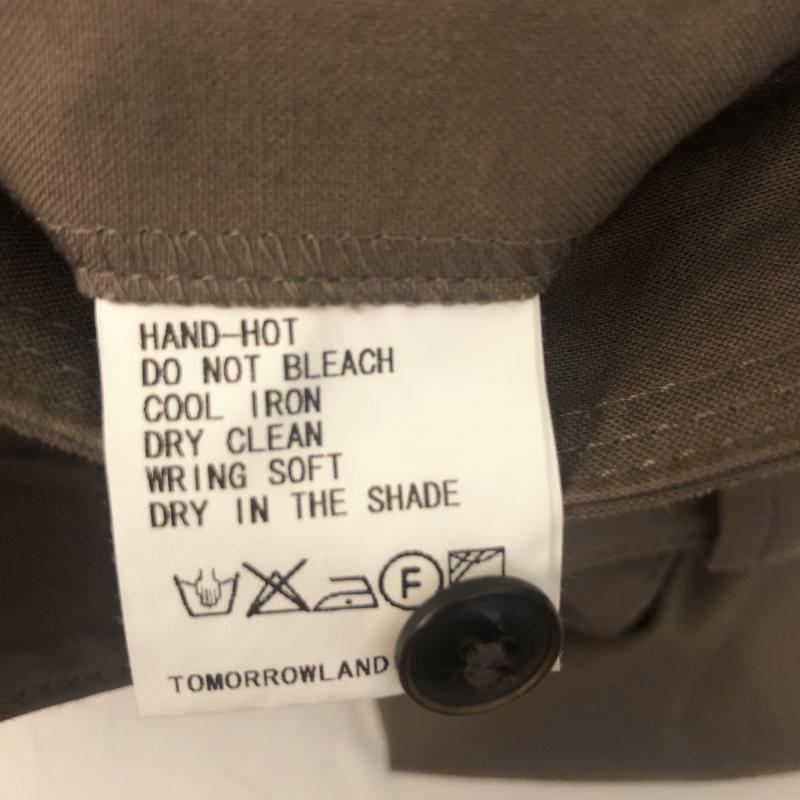 HAND-HOT
DO NOT BLEACH
COOL IRON
DRY CLEAN
WRING SOFT
DRY IN THE SHADE
F
TOMORROWLAND